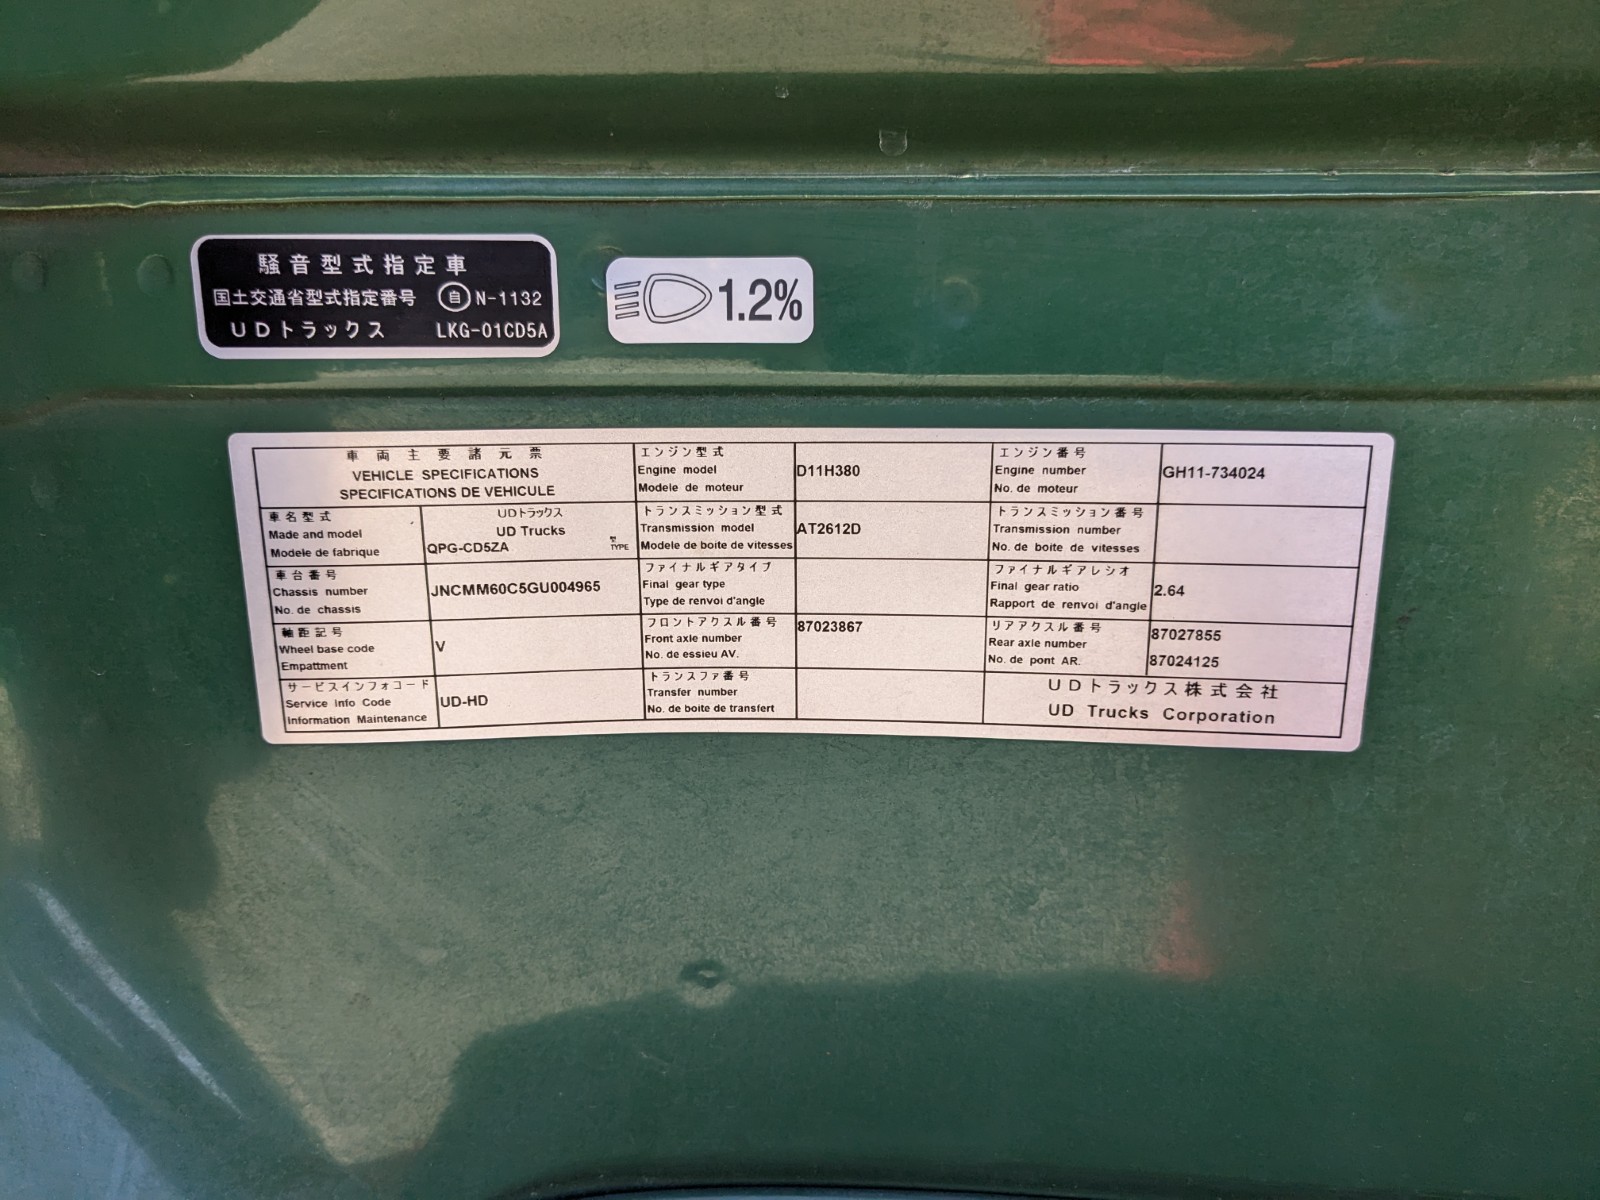 騒音型式指定車
国土交通省型式指定番号 自 N-1132
UDトラックス LKG-01CD5A
1.2%
車両主要諸元票
VEHICLE SPECIFICATIONS
SPECIFICATIONS DE VEHICULE
エンジン型式
Engine model
Modele de moteur
D11H380
エンジン番号
Engine number
No. de moteur
GH11-734024
車名型式
Made and model
Modele de fabrique
UDトラックス
UD Trucks
QPG-CD5ZA
型
TYPE
トランスミッション型式
Transmission model
Modele de boite de vitesses
AT2612D
トランスミッション番号
Transmission number
No. de boite de vitesses
車台番号
Chassis number
No. de chassis
JNCMM60C5GU004965
ファイナルギアタイプ
Final gear type
Type de renvoi d'angle
ファイナルギアレシオ
Final gear ratio
Rapport de renvoi d'angle
2.64
軸距記号
Wheel base code
Empattment
V
フロントアクスル番号
Front axle number
No. de essieu AV.
87023867
リアアクスル番号
Rear axle number
No. de pont AR.
87027855
87024125
サービスインフォコード
Service Info Code
Information Maintenance
UD-HD
トランスファ番号
Transfer number
No. de boite de transfert
UDトラックス株式会社
UD Trucks Corporation